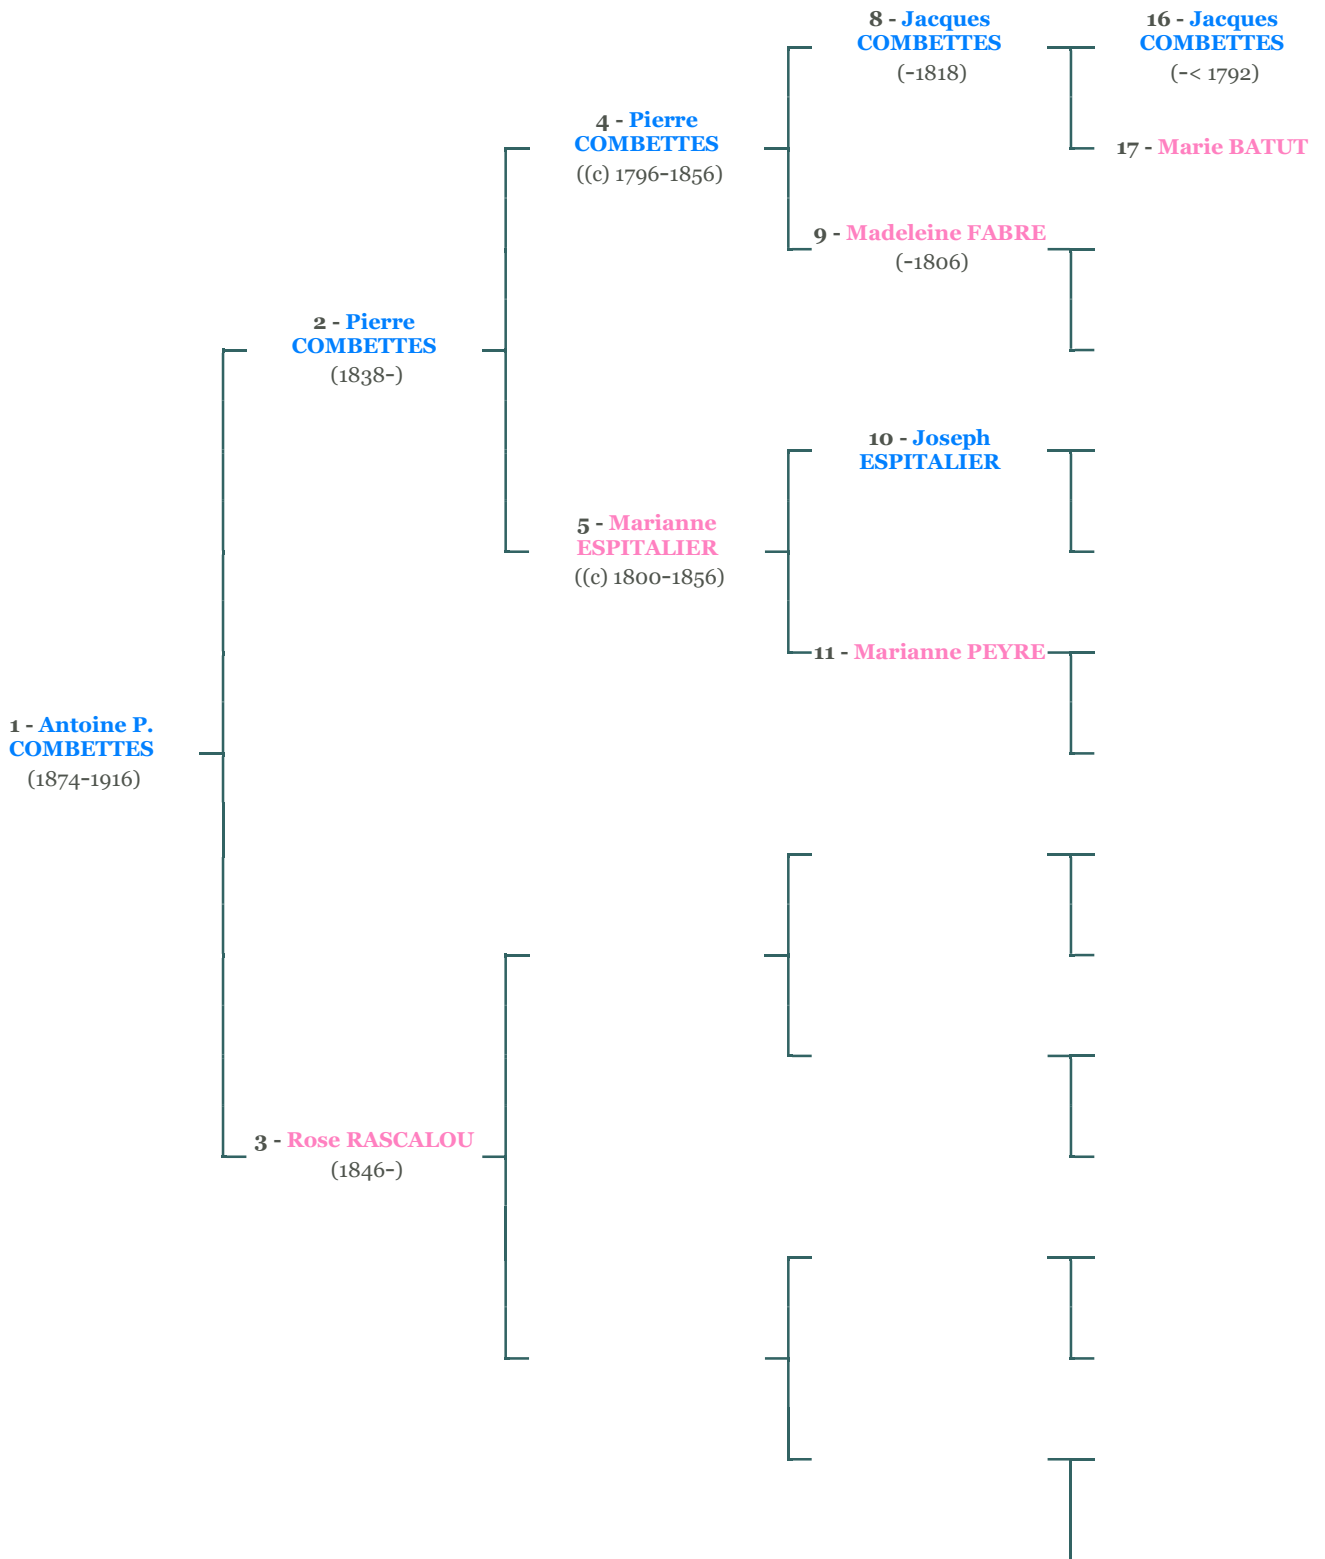 8 - Jacques
COMBETTES
(-1818)
16 - Jacques
COMBETTES
(-< 1792)
4 - Pierre
COMBETTES
((c) 1796-1856)
17 - Marie BATUT
9 - Madeleine FABRE
(-1806)
2 - Pierre
COMBETTES
(1838-)
10 - Joseph
ESPITALIER
5 - Marianne
ESPITALIER
((c) 1800-1856)
11 - Marianne PEYRE
1 - Antoine P.
COMBETTES
(1874-1916)
3 - Rose RASCALOU
(1846-)